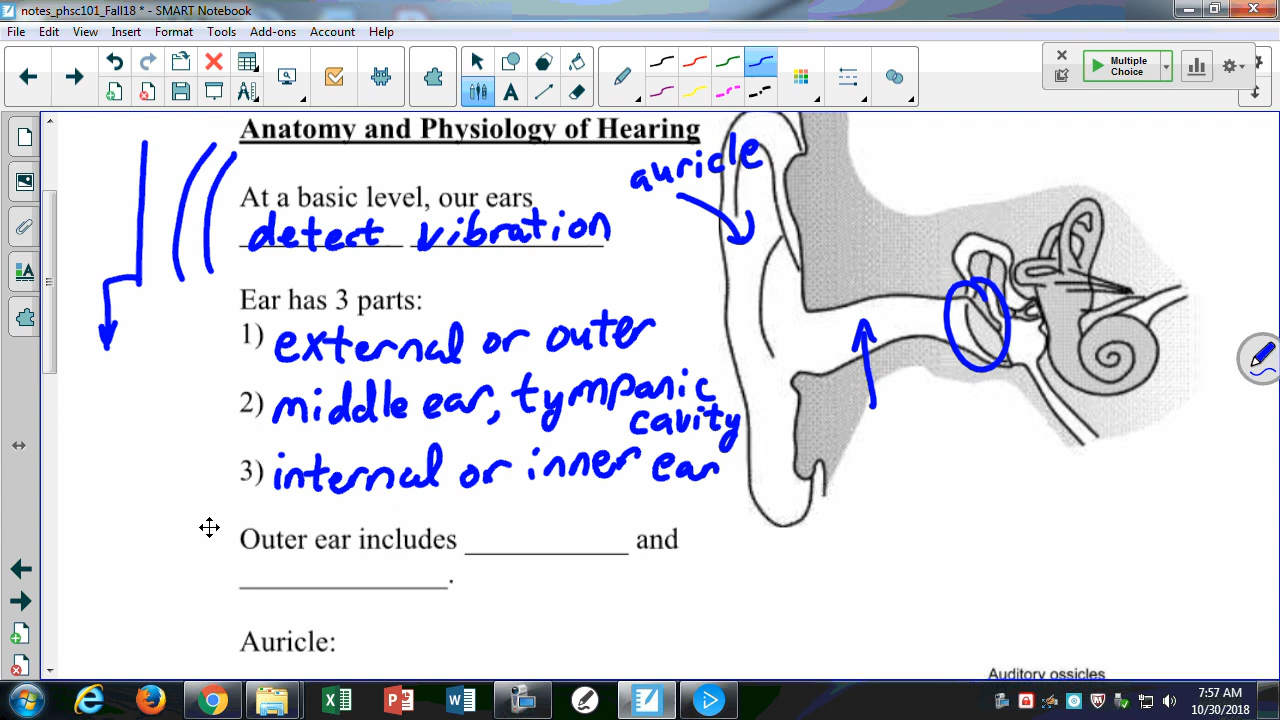 notes_phsc101_Fall18 * - SMART Notebook
File Edit View Insert Format Tools Add-ons Account Help
Multiple
Choice
Anatomy and Physiology of Hearing
auricle
At a basic level, our ears
detect vibration
Ear has 3 parts:
1) external or outer
2) middle ear, tympanic
cavity
3) internal or inner ear
Outer ear includes ____________ and
________________.
Auricle:
Auditory ossicles
7:57 AM
10/30/2018